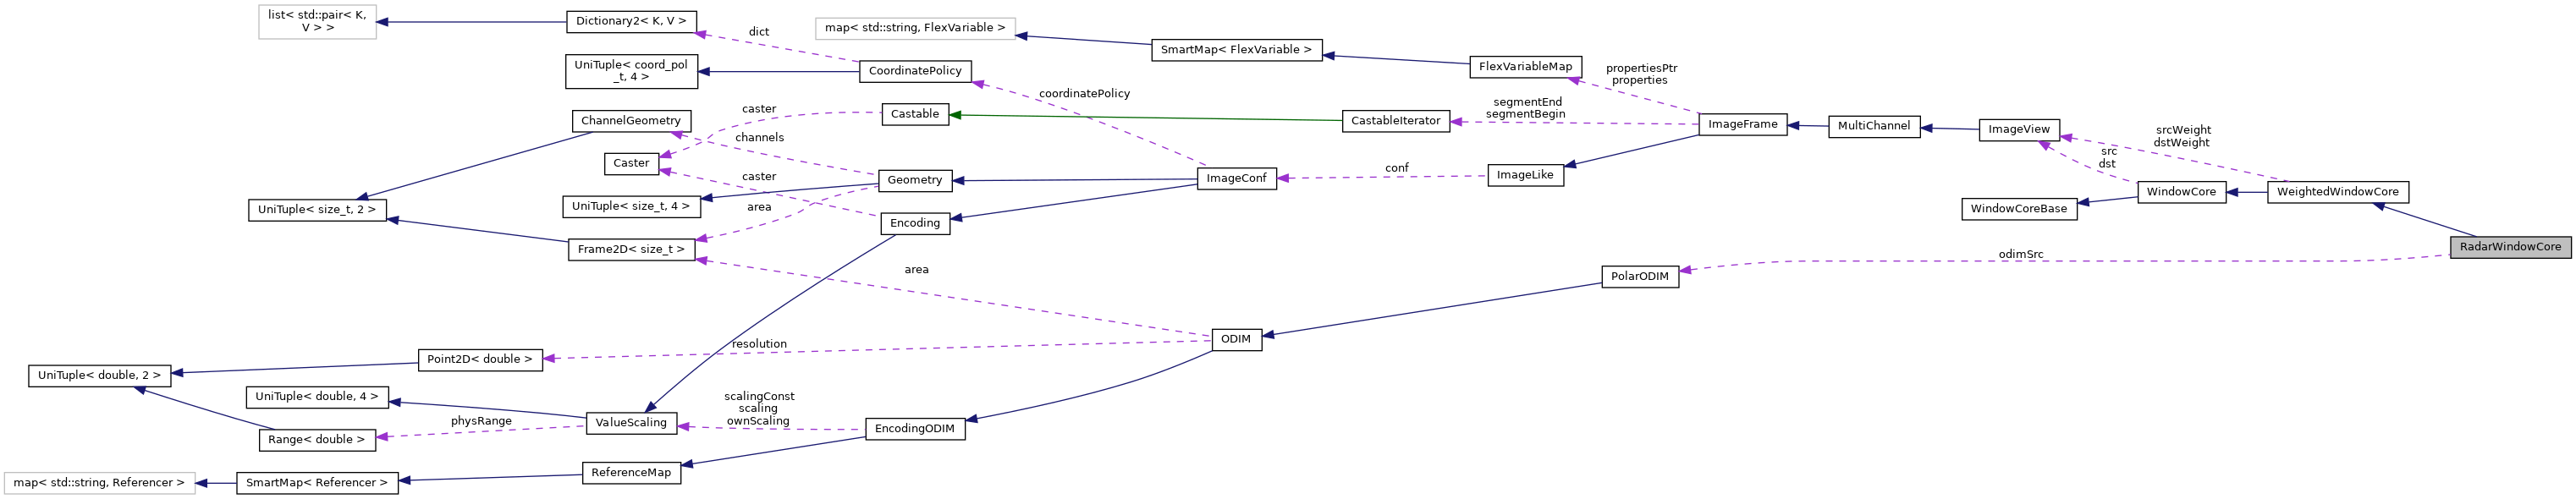 list< std::pair< K,
V > >
Dictionary2< K, V >
dict
map< std::string, FlexVariable >
SmartMap< FlexVariable >
UniTuple< coord_pol
_t, 4 >
CoordinatePolicy
FlexVariableMap
propertiesPtr
properties
coordinatePolicy
ChannelGeometry
caster
Castable
CastableIterator
segmentEnd
segmentBegin
ImageFrame
MultiChannel
ImageView
srcWeight
dstWeight
channels
src
dst
Caster
caster
Geometry
ImageConf
conf
ImageLike
WindowCore
WeightedWindowCore
UniTuple< size_t, 2 >
UniTuple< size_t, 4 >
area
WindowCoreBase
Encoding
Frame2D< size_t >
RadarWindowCore
odimSrc
area
PolarODIM
ODIM
resolution
Point2D< double >
UniTuple< double, 2 >
UniTuple< double, 4 >
scalingConst
scaling
ownScaling
physRange
ValueScaling
EncodingODIM
Range< double >
ReferenceMap
map< std::string, Referencer >
SmartMap< Referencer >